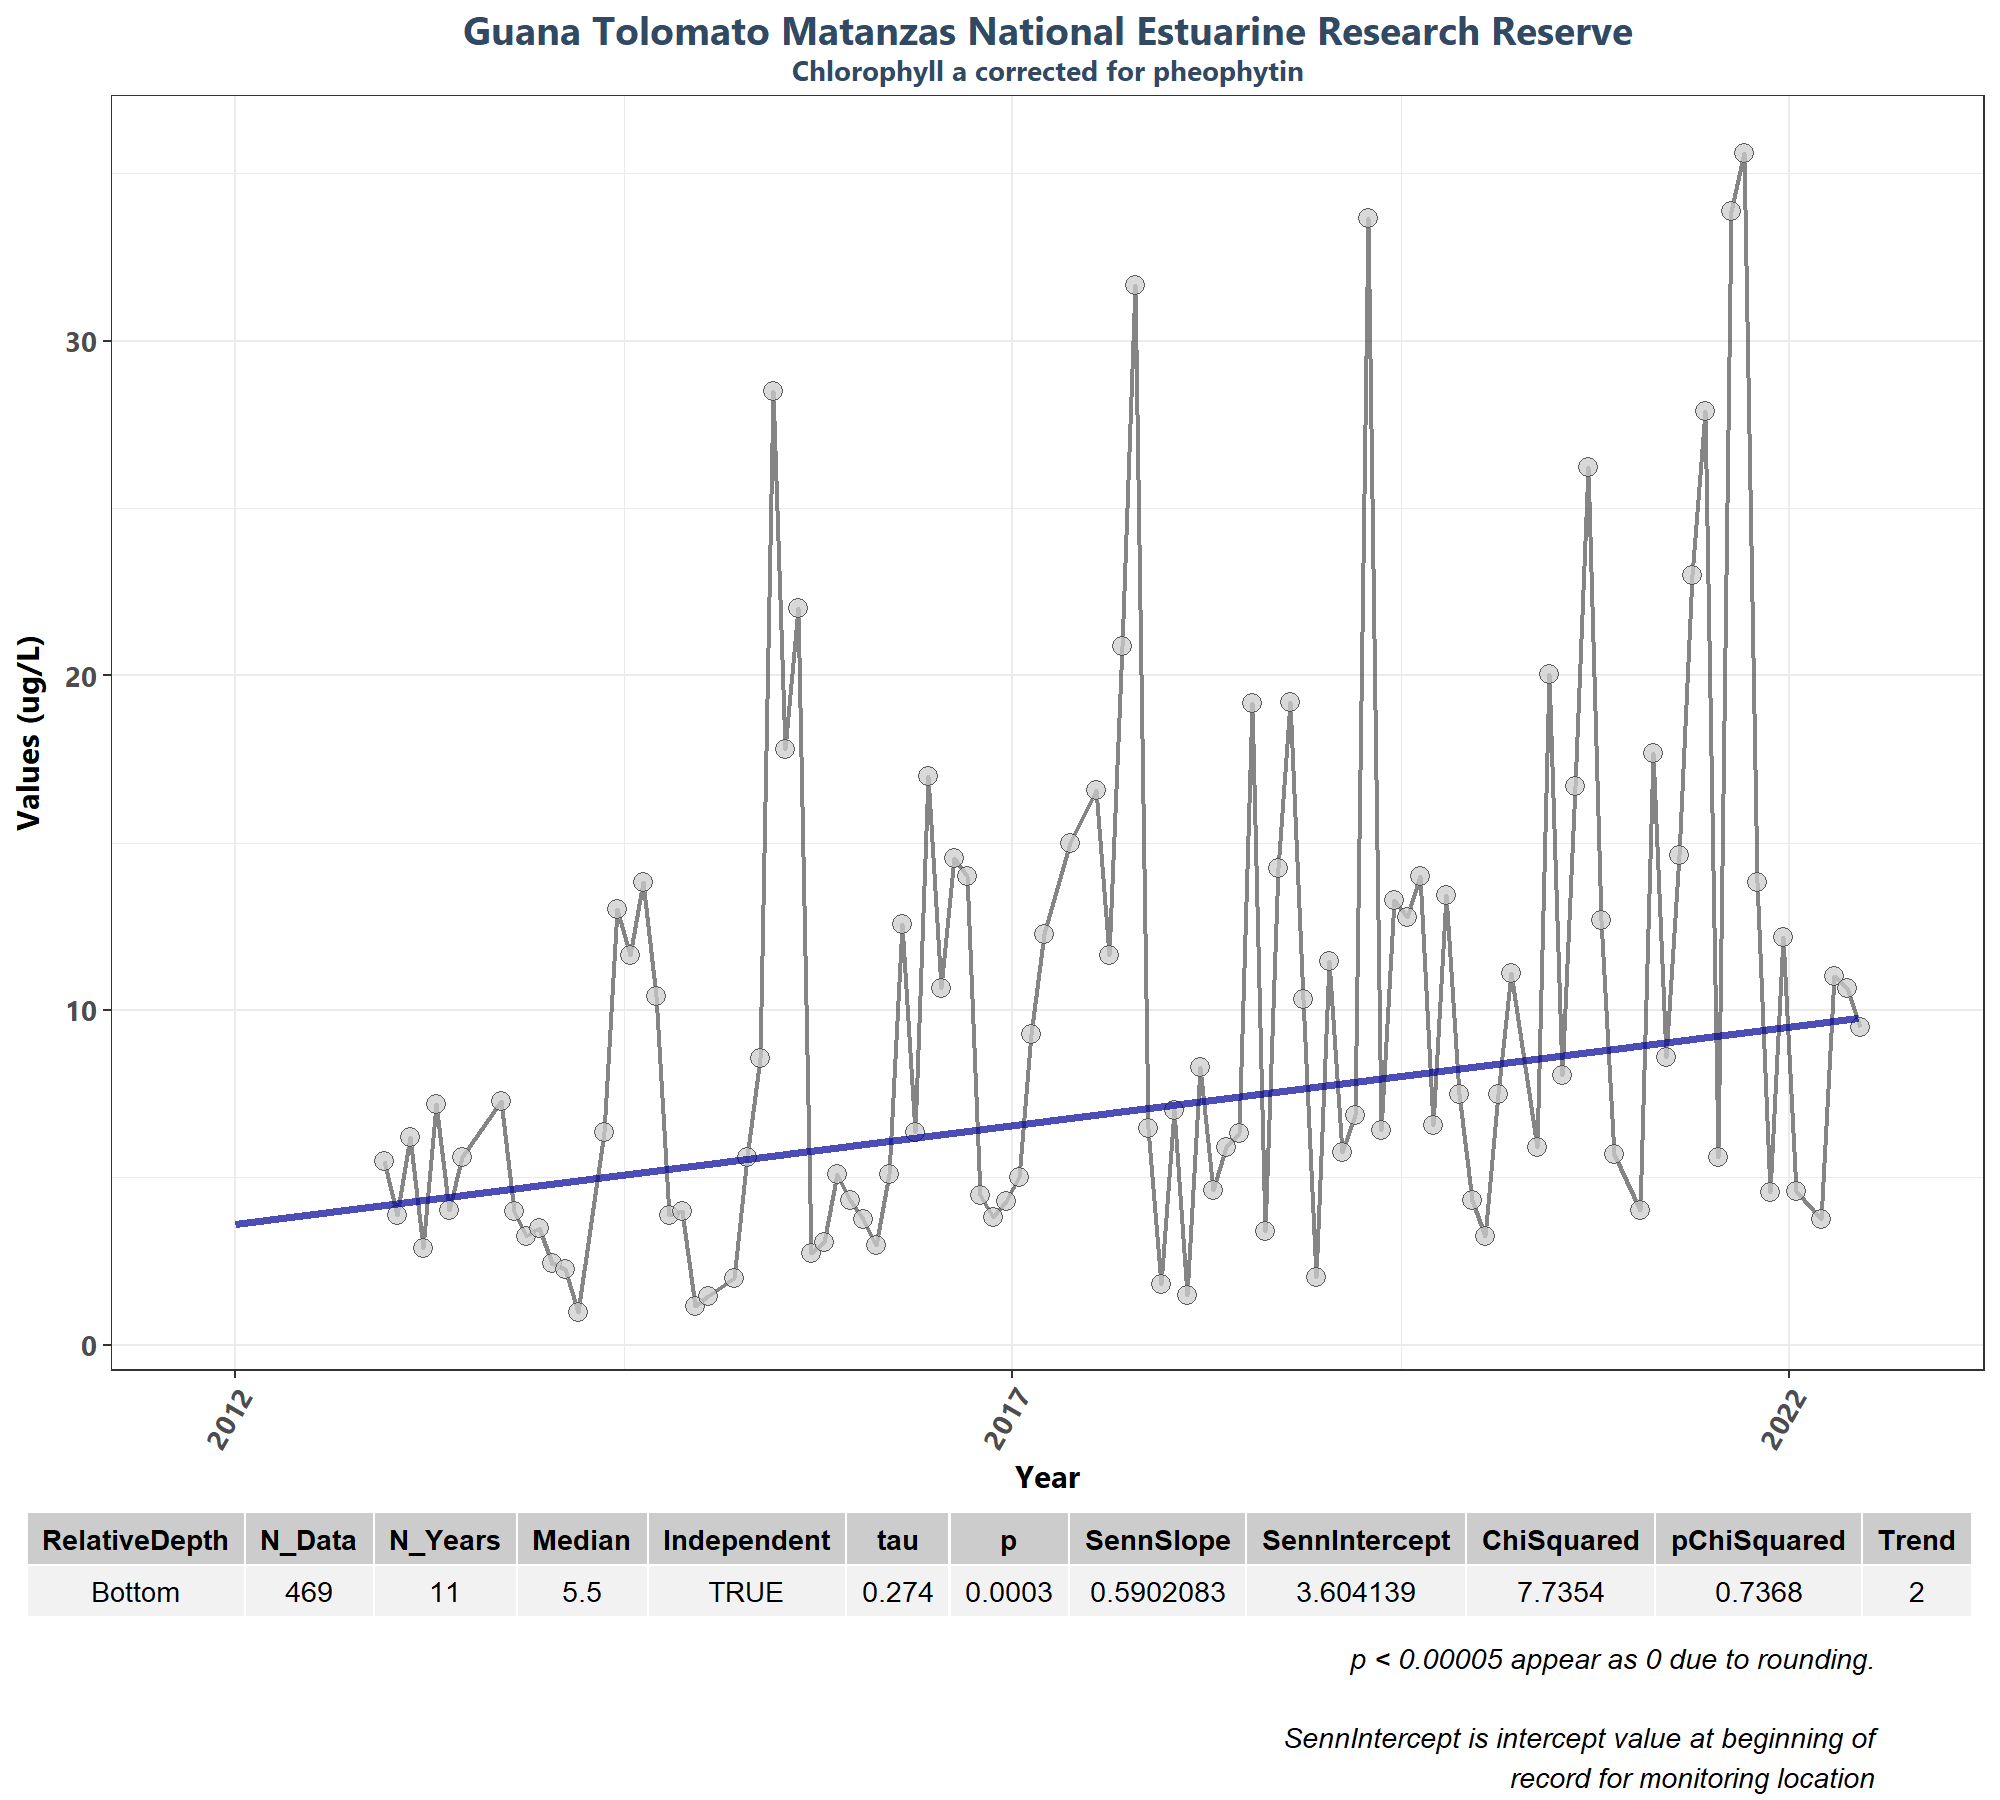 Guana Tolomato Matanzas National Estuarine Research Reserve
Chlorophyll a corrected for pheophytin
Values (ug/L)
30
20
10
0
2012
2017
2022
Year
RelativeDepth N_Data N_Years Median Independent tau p SennSlope SennIntercept ChiSquared pChiSquared Trend
Bottom 469 11 5.5 TRUE 0.274 0.0003 0.5902083 3.604139 7.7354 0.7368 2
p < 0.00005 appear as 0 due to rounding.
SennIntercept is intercept value at beginning of
record for monitoring location